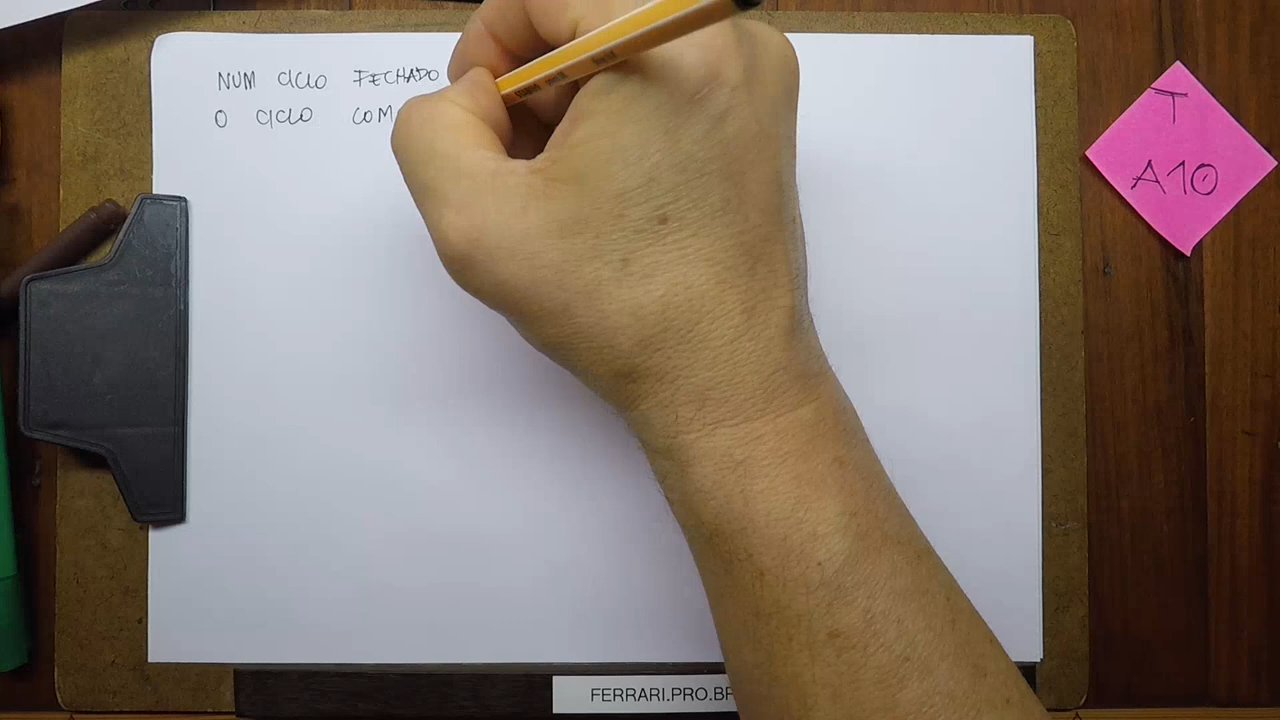 NUM CICLO FECHADO
O CICLO COM
T
A10
FERRARI.PRO.BR